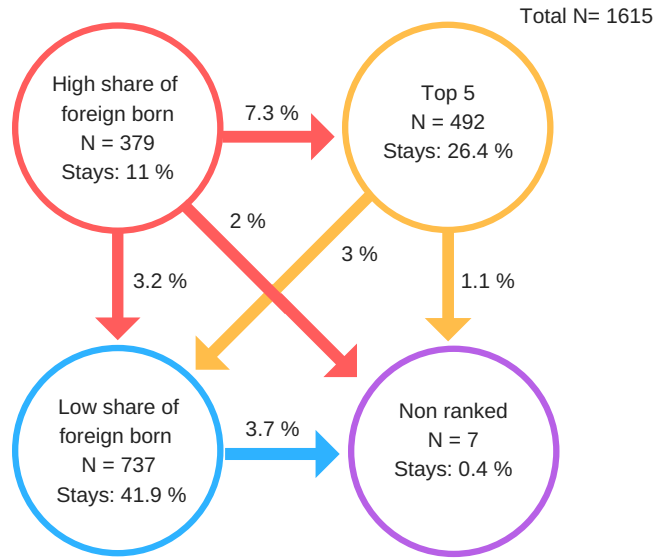 Total N= 1615
High share of
foreign born
N = 379
Stays: 11 %
7.3 %
Top 5
N = 492
Stays: 26.4 %
2 %
3 %
3.2 %
1.1 %
Low share of
foreign born
N = 737
Stays: 41.9 %
3.7 %
Non ranked
N = 7
Stays: 0.4 %